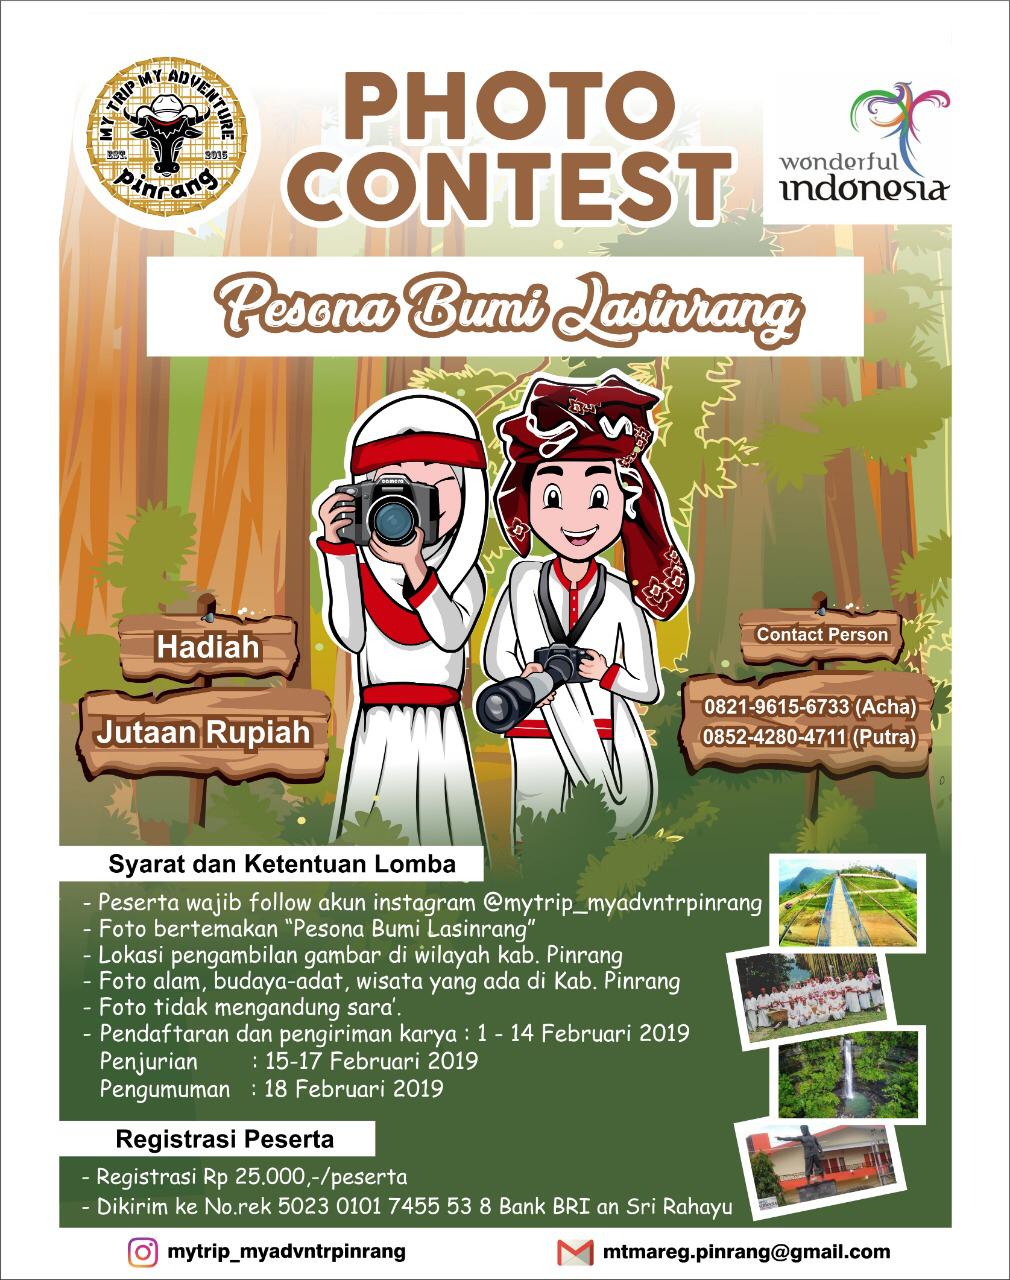 MY TRIP MY ADVENTURE
EST. 2015
Pinrang
PHOTO
CONTEST
wonderful
indonesia
Pesona Bumi Lasinrang
camera
Hadiah
Jutaan Rupiah
Contact Person
0821-9615-6733 (Acha)
0852-4280-4711 (Putra)
Syarat dan Ketentuan Lomba
- Peserta wajib follow akun instagram @mytrip_myadvntrpinrang
- Foto bertemakan “Pesona Bumi Lasinrang”
- Lokasi pengambilan gambar di wilayah kab. Pinrang
- Foto alam, budaya-adat, wisata yang ada di Kab. Pinrang
- Foto tidak mengandung sara’.
- Pendaftaran dan pengiriman karya : 1 - 14 Februari 2019
Penjurian : 15-17 Februari 2019
Pengumuman : 18 Februari 2019
Registrasi Peserta
- Registrasi Rp 25.000,-/peserta
- Dikirim ke No.rek 5023 0101 7455 53 8 Bank BRI an Sri Rahayu
mytrip_myadvntrpinrang
mtmareg.pinrang@gmail.com